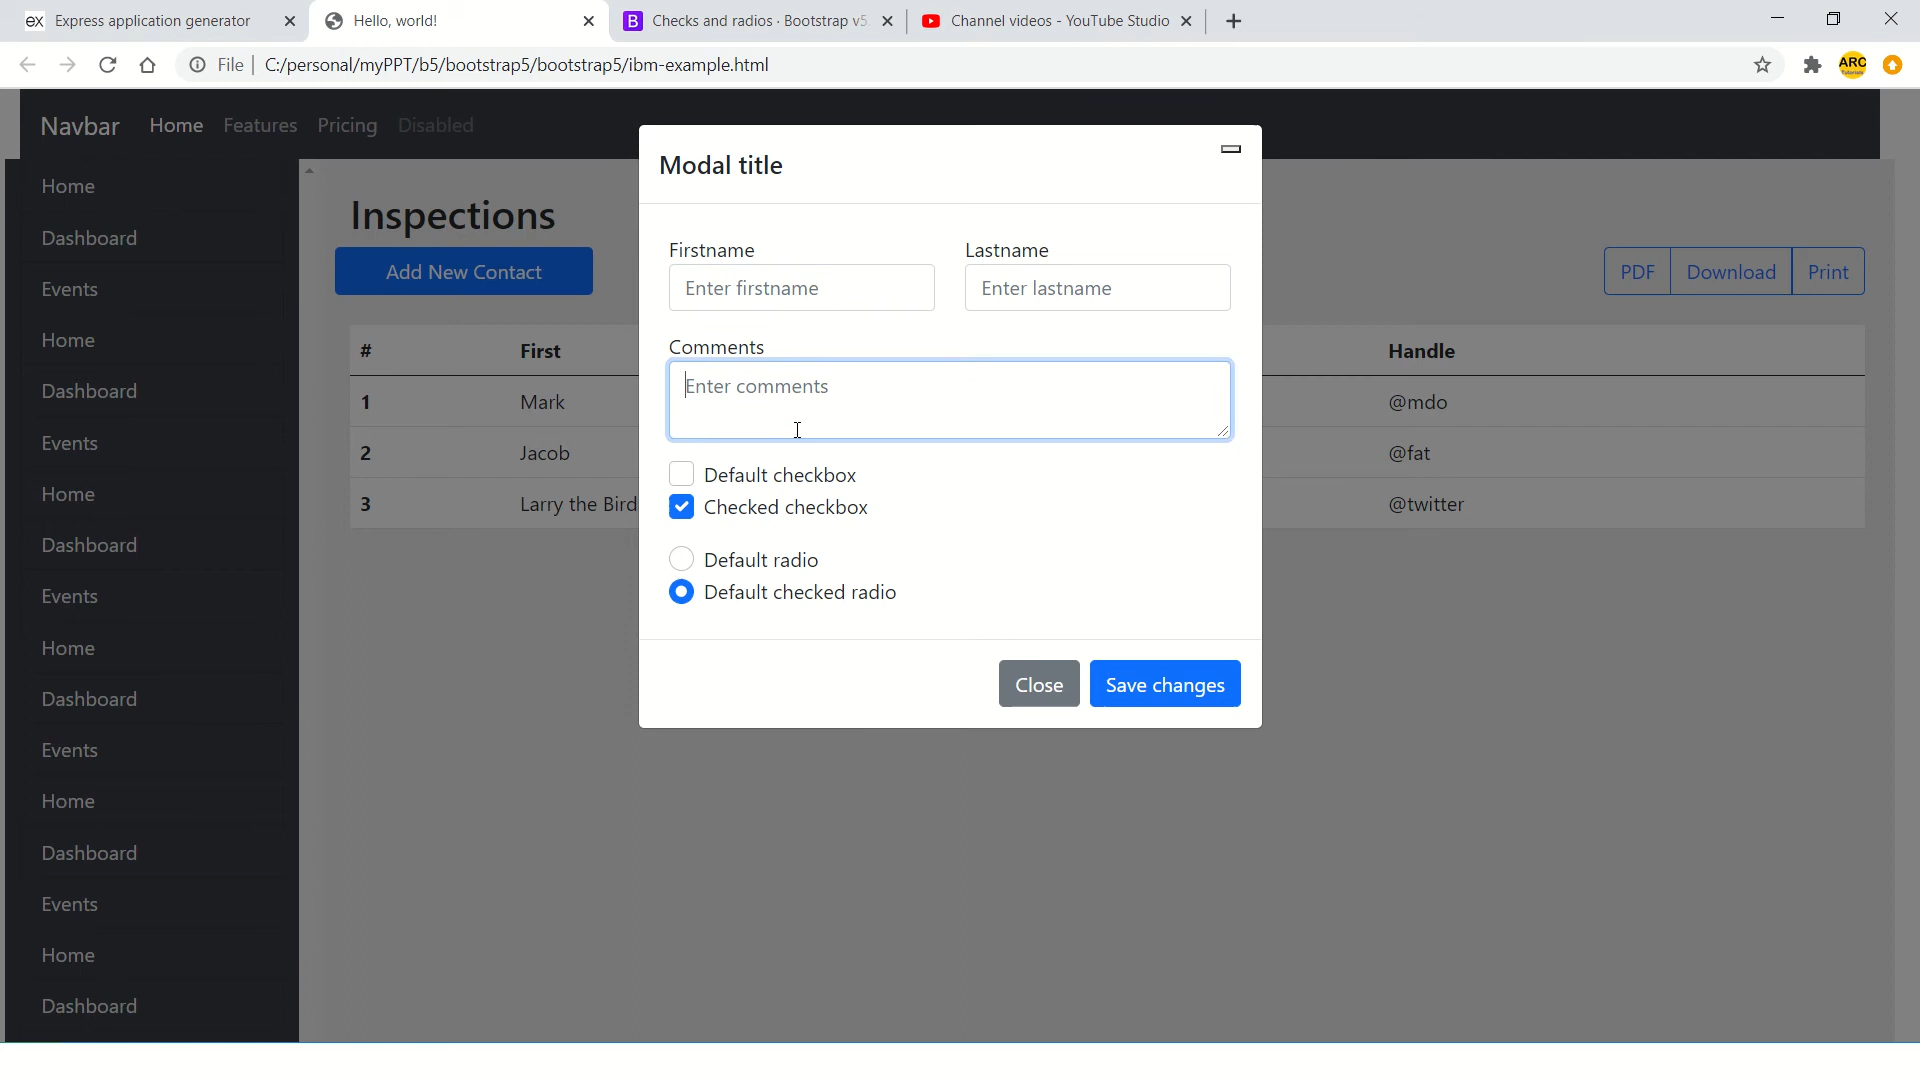 Express application generator
Hello, world!
Checks and radios · Bootstrap v5
Channel videos - YouTube Studio
File
C:/personal/myPPT/b5/bootstrap5/bootstrap5/ibm-example.html
ARC
Navbar Home Features Pricing Disabled
Home
Dashboard
Events
Home
Dashboard
Events
Home
Dashboard
Events
Home
Dashboard
Events
Home
Dashboard
Events
Home
Dashboard
Inspections
Add New Contact
PDF Download Print
# First Handle
1 Mark @mdo
2 Jacob @fat
3 Larry the Bird @twitter
Modal title
Firstname Lastname
Enter firstname Enter lastname
Comments
Enter comments
Default checkbox
Checked checkbox
Default radio
Default checked radio
Close Save changes